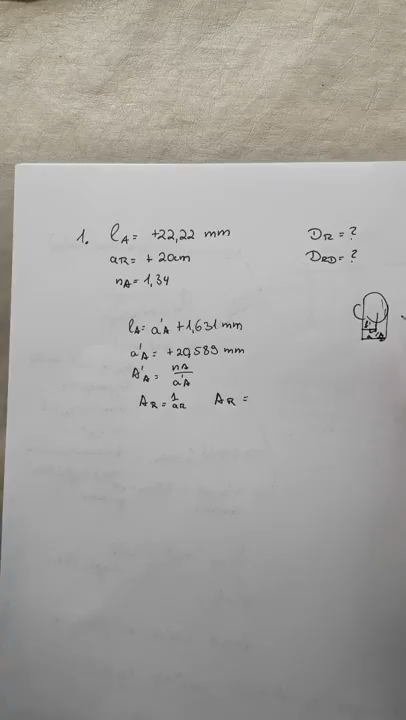 1. lA = +22,22 mm
DR = ?
aR = + 20cm
DRD = ?
nA = 1,34
lA = a'A + 1,631 mm
a'A = +20,589 mm
A'A = nA/a'A
AR = 1/aR AR =